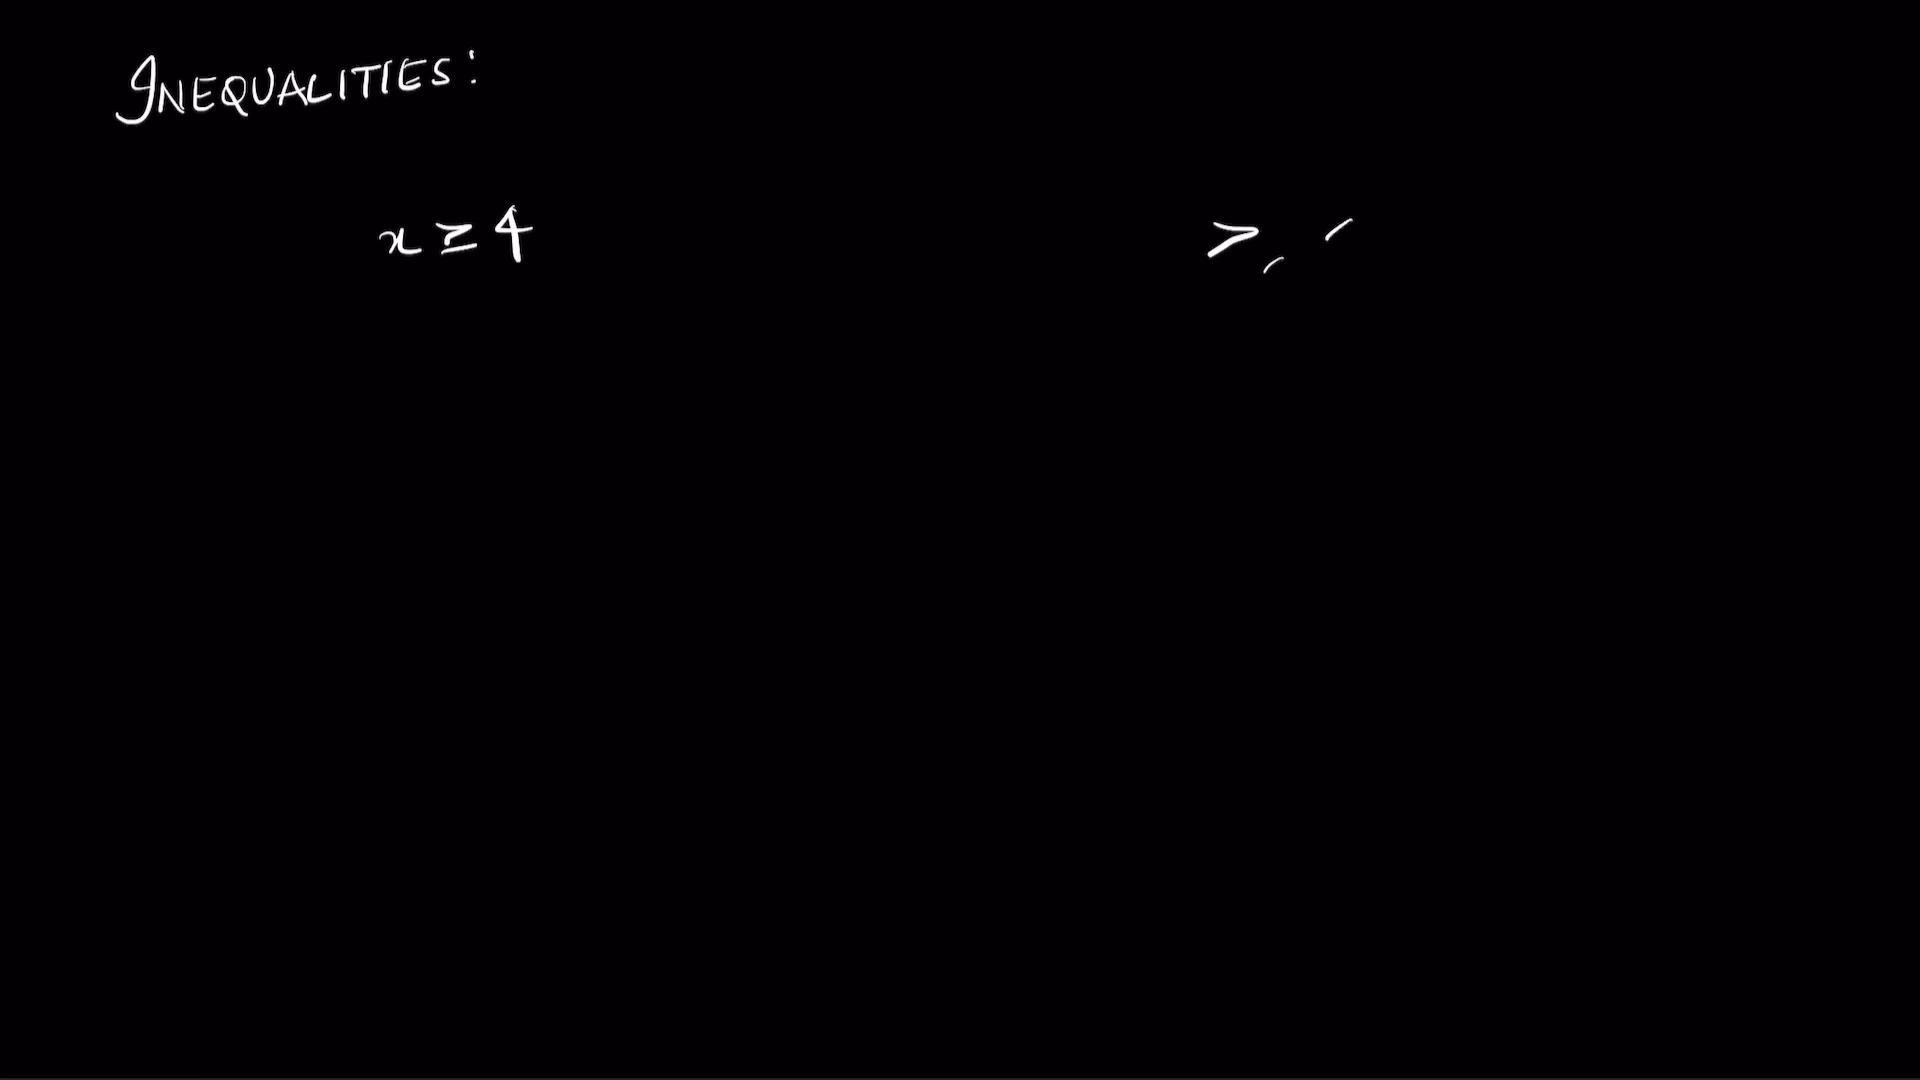 INEQUALITIES:
x ≥ 4 >,